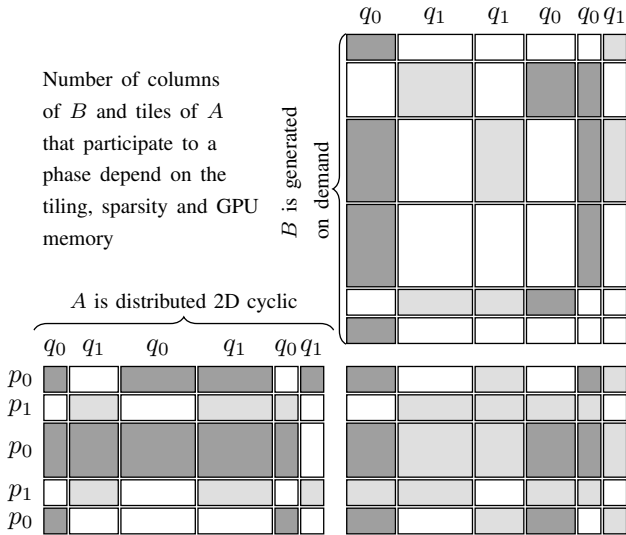 q₀ q₁ q₁ q₀ q₀ q₁
Number of columns
of B and tiles of A
that participate to a
phase depend on the
tiling, sparsity and GPU
memory
B is generated
on demand
A is distributed 2D cyclic
q₀ q₁ q₀ q₁ q₀ q₁
p₀
p₁
p₀
p₁
p₀